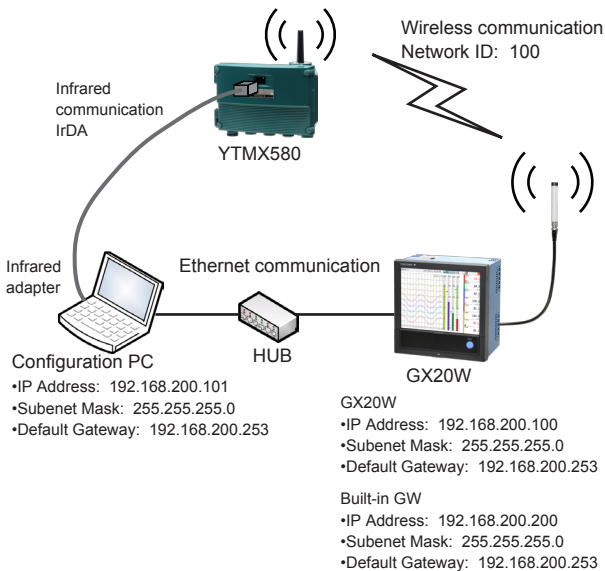 Wireless communication
Network ID: 100
Infrared
communication
IrDA
YTMX580
Infrared
adapter
Ethernet communication
HUB
GX20W
Configuration PC
•IP Address: 192.168.200.101
•Subenet Mask: 255.255.255.0
•Default Gateway: 192.168.200.253
GX20W
•IP Address: 192.168.200.100
•Subenet Mask: 255.255.255.0
•Default Gateway: 192.168.200.253
Built-in GW
•IP Address: 192.168.200.200
•Subenet Mask: 255.255.255.0
•Default Gateway: 192.168.200.253